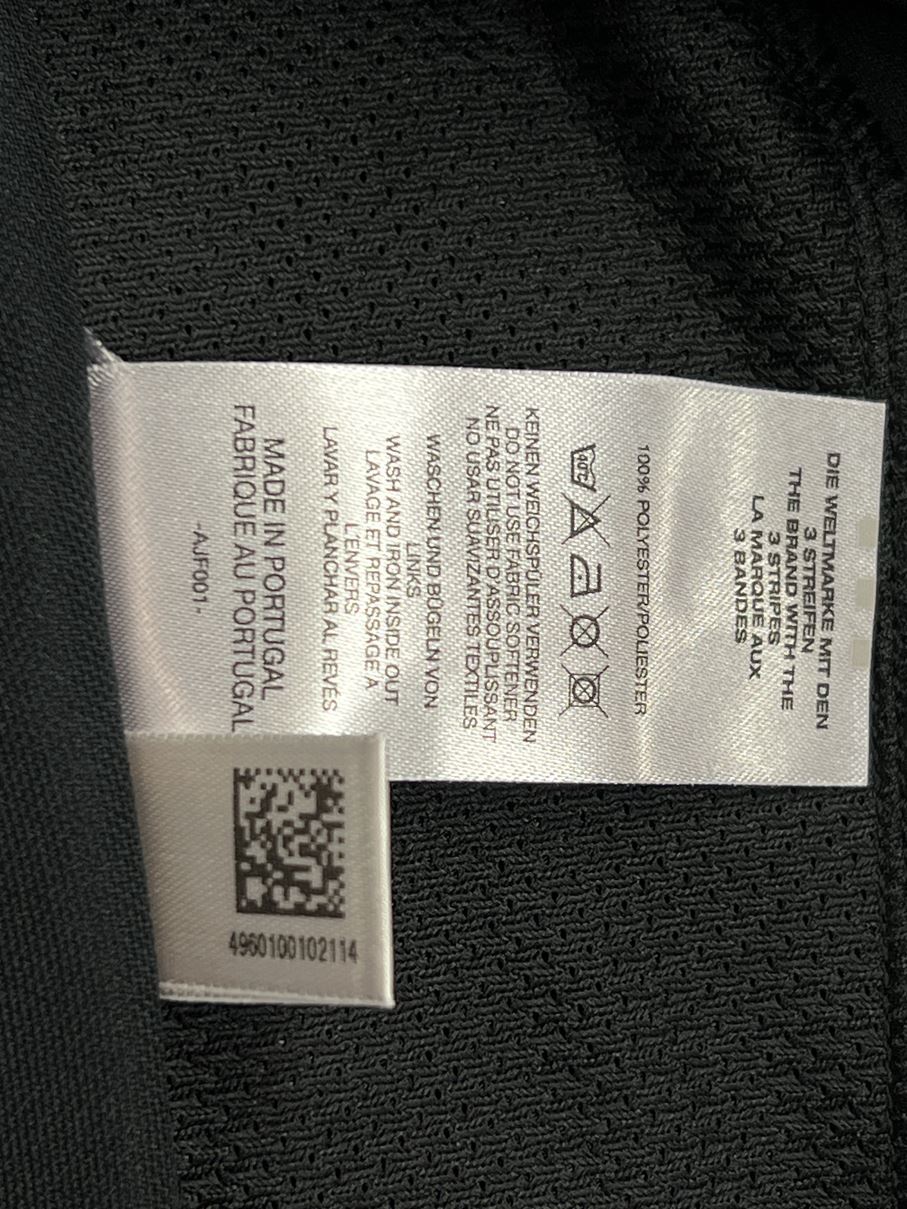 DIE WELTMARKE MIT DEN
3 STREIFEN
THE BRAND WITH THE
3 STRIPES
LA MARQUE AUX
3 BANDES
100% POLYESTER/POLIESTER
40°
KEINEN WEICHSPÜLER VERWENDEN
DO NOT USE FABRIC SOFTENER
NE PAS UTILISER D'ASSOUPLISSANT
NO USAR SUAVIZANTES TEXTILES
WASCHEN UND BÜGELN VON
LINKS
WASH AND IRON INSIDE OUT
LAVAGE ET REPASSAGE A
L'ENVERS
LAVAR Y PLANCHAR AL REVÉS
MADE IN PORTUGAL
FABRIQUE AU PORTUGAL
-AJF001-
4960100102114